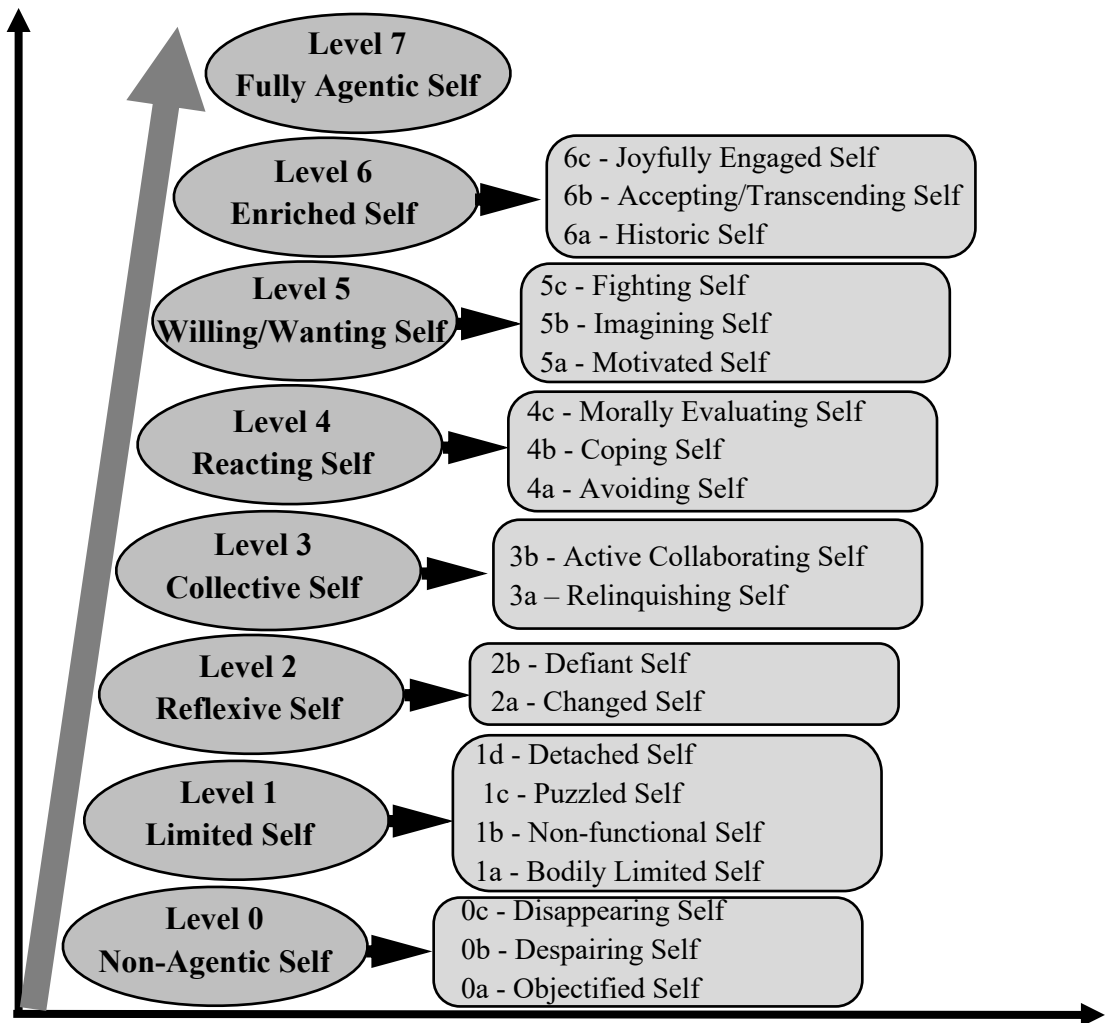 Level 7
Fully Agentic Self
Level 6
Enriched Self
6c - Joyfully Engaged Self
6b - Accepting/Transcending Self
6a - Historic Self
Level 5
Willing/Wanting Self
5c - Fighting Self
5b - Imagining Self
5a - Motivated Self
Level 4
Reacting Self
4c - Morally Evaluating Self
4b - Coping Self
4a - Avoiding Self
Level 3
Collective Self
3b - Active Collaborating Self
3a – Relinquishing Self
Level 2
Reflexive Self
2b - Defiant Self
2a - Changed Self
Level 1
Limited Self
1d - Detached Self
1c - Puzzled Self
1b - Non-functional Self
1a - Bodily Limited Self
Level 0
Non-Agentic Self
0c - Disappearing Self
0b - Despairing Self
0a - Objectified Self